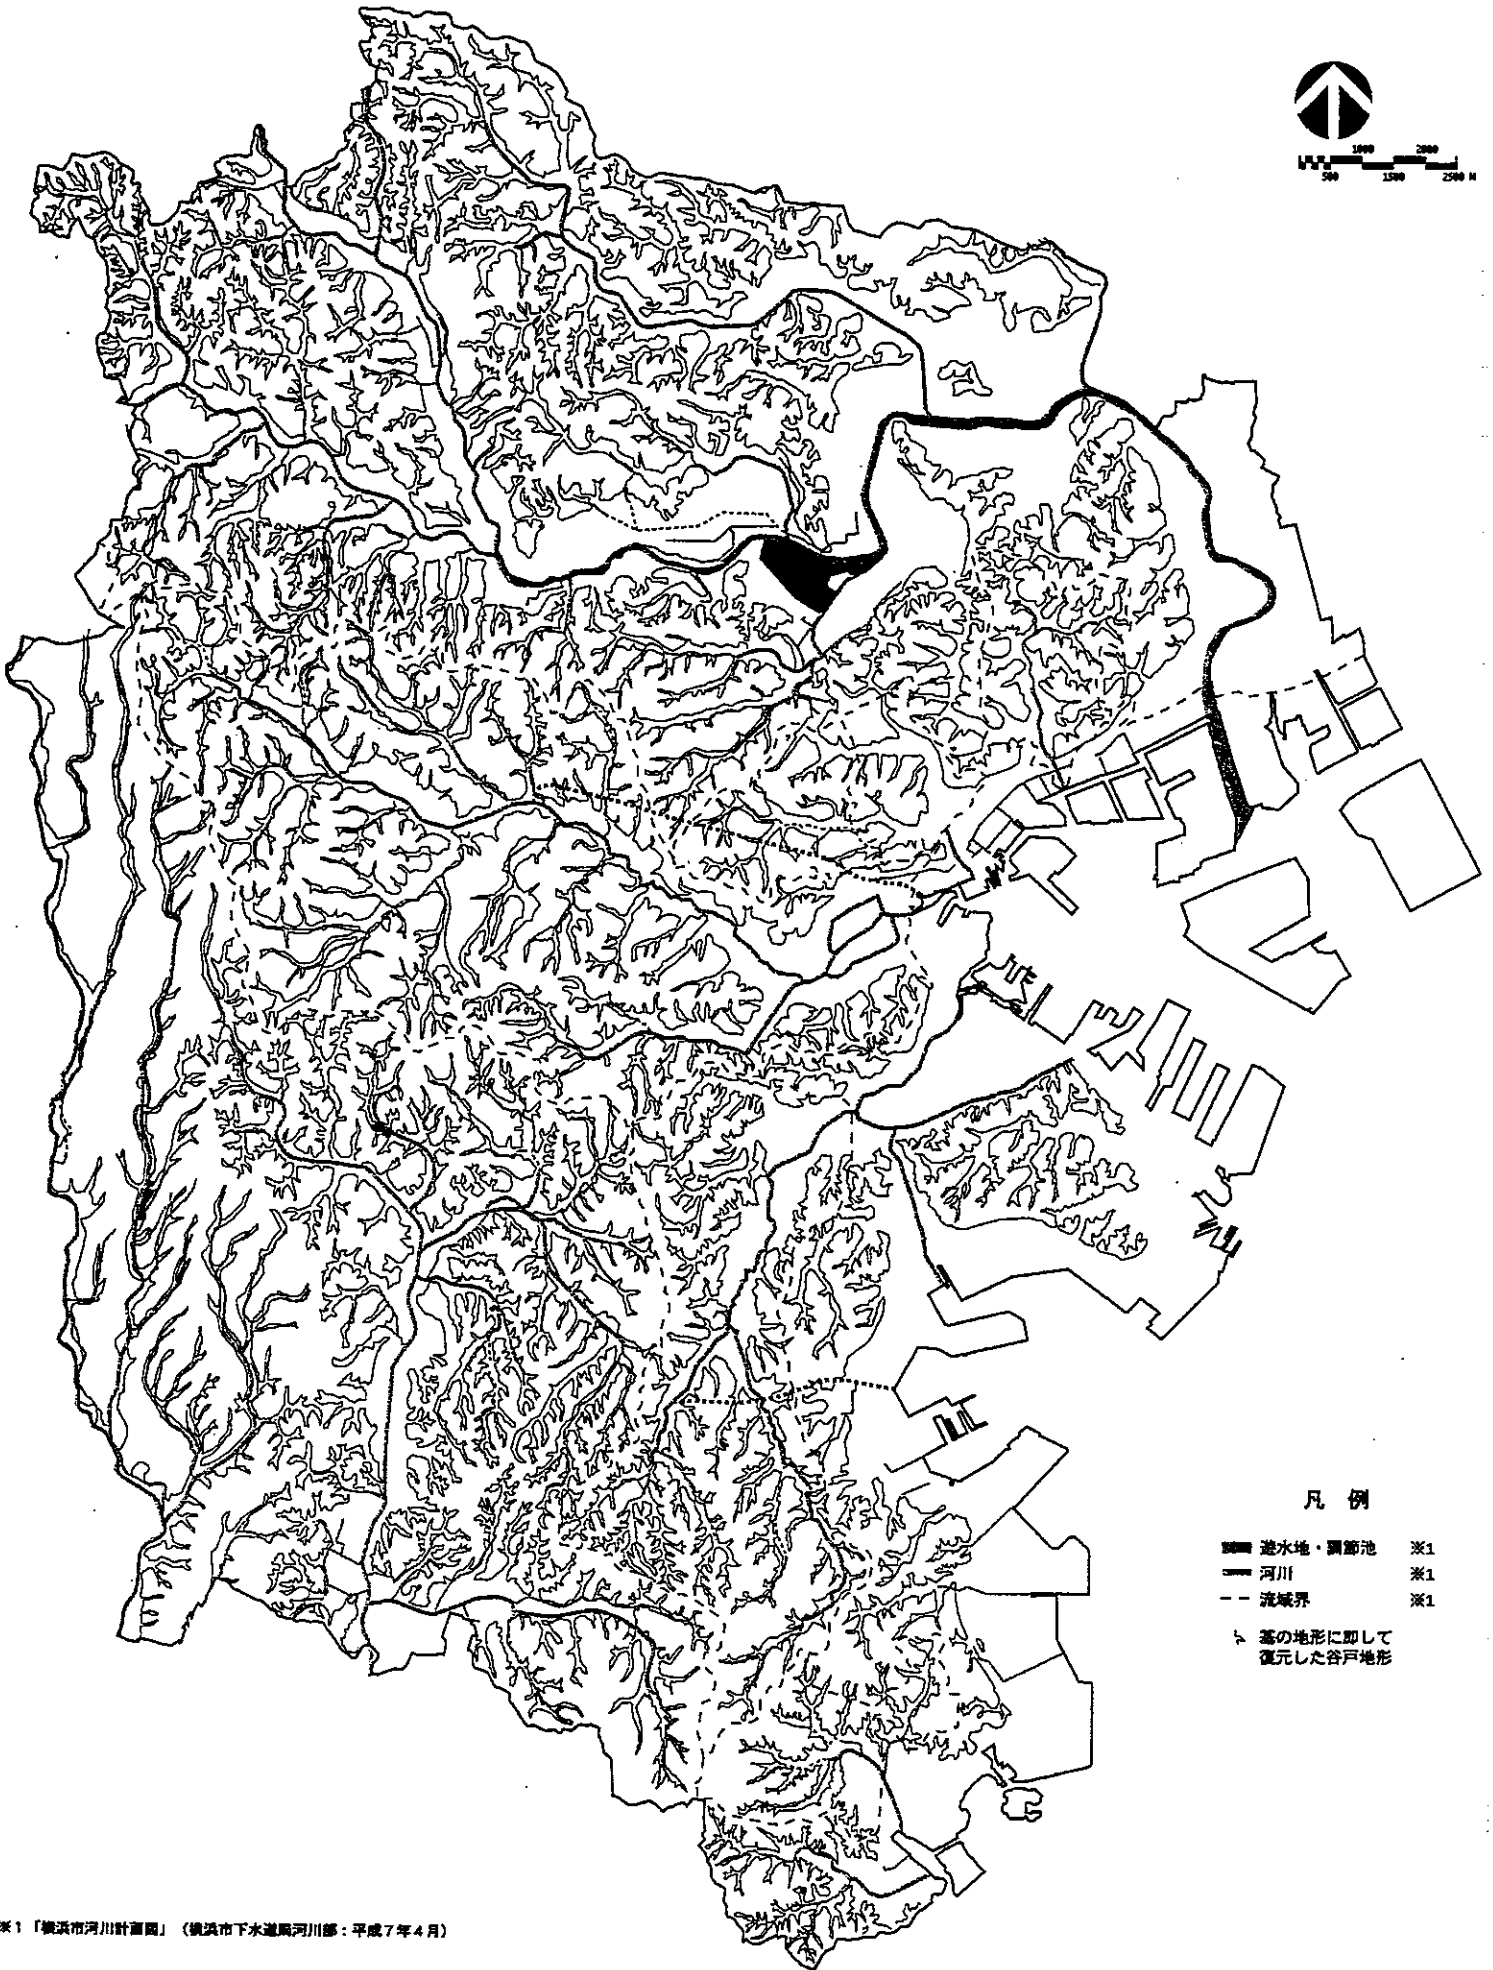 1000 2000
500 1500 2500 M
凡 例
遊水地・調節池 ※1
河川 ※1
流域界 ※1
基の地形に即して
復元した谷戸地形
※1「横浜市河川計画図」(横浜市下水道局河川部:平成7年4月)